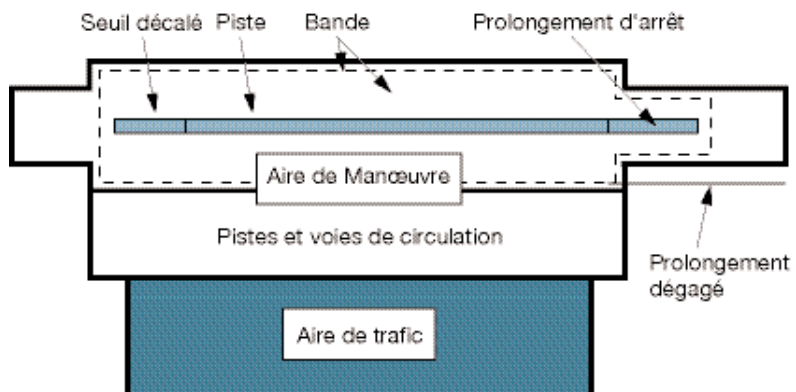 Seuil décalé Piste Bande Prolongement d'arrêt
Aire de Manœuvre
Pistes et voies de circulation
Prolongement
dégagé
Aire de trafic